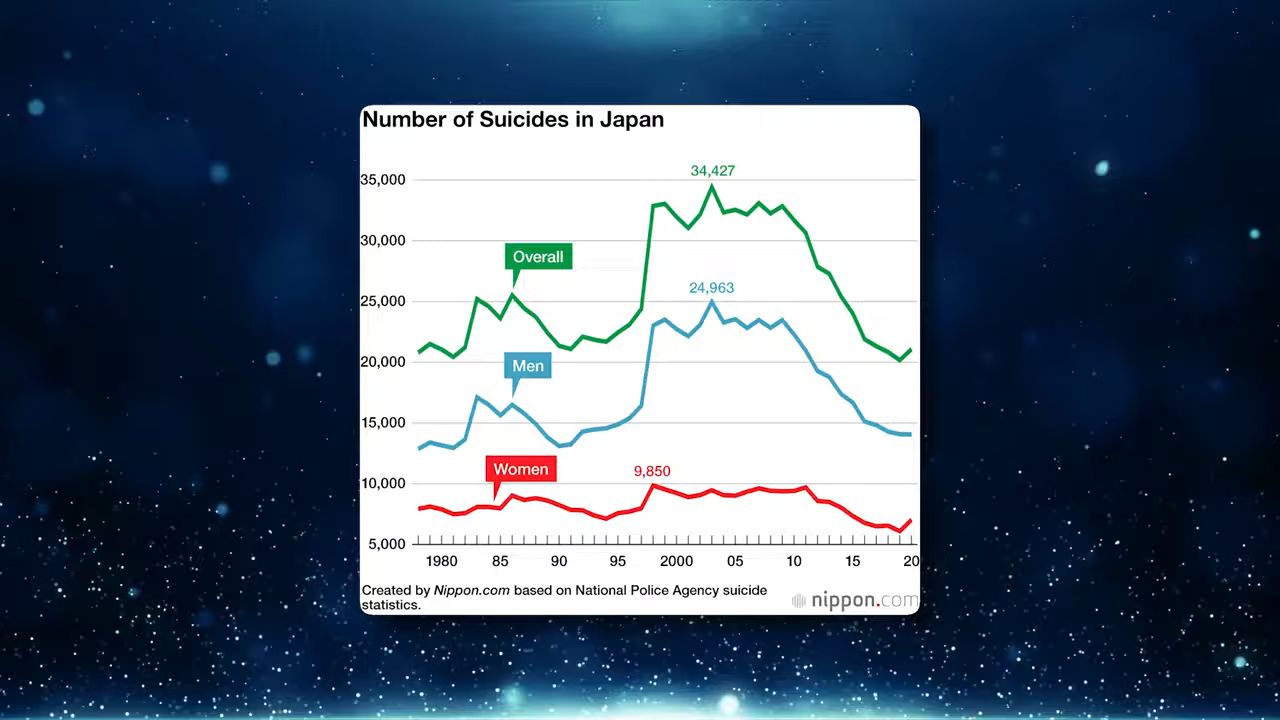 Number of Suicides in Japan
34,427
35,000
30,000
Overall
25,000
24,963
20,000
Men
15,000
Women
9,850
10,000
5,000
1980 85 90 95 2000 05 10 15 20
Created by Nippon.com based on National Police Agency suicide
statistics.
nippon.com